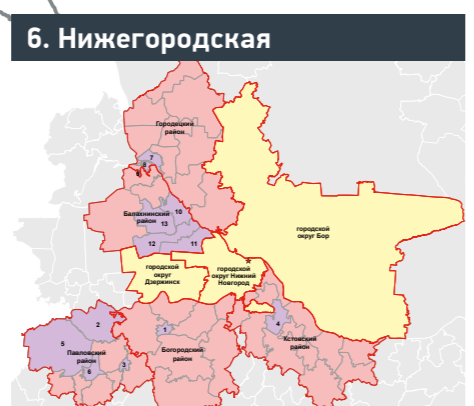 6. Нижегородская
Городецкий
район
7
8
9
Балахнинский
район
10
13
12
11
городской
округ Бор
городской
округ
Дзержинск
городской
округ Нижний
Новгород
2
5
Павловский
район
6
3
1
Богородский
район
4
Кстовский
район